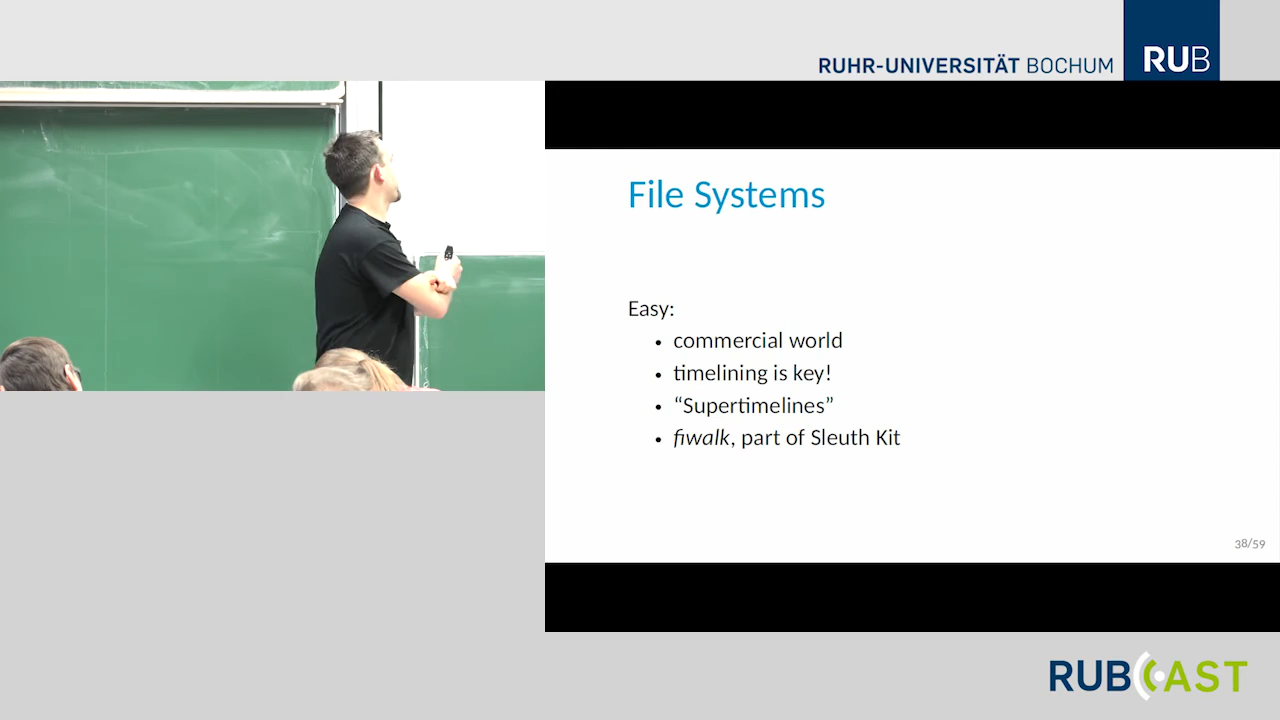 RUHR-UNIVERSITÄT BOCHUM
RUB
File Systems
Easy:
• commercial world
• timelining is key!
• “Supertimelines”
• fiwalk, part of Sleuth Kit
38/59
RUBCAST